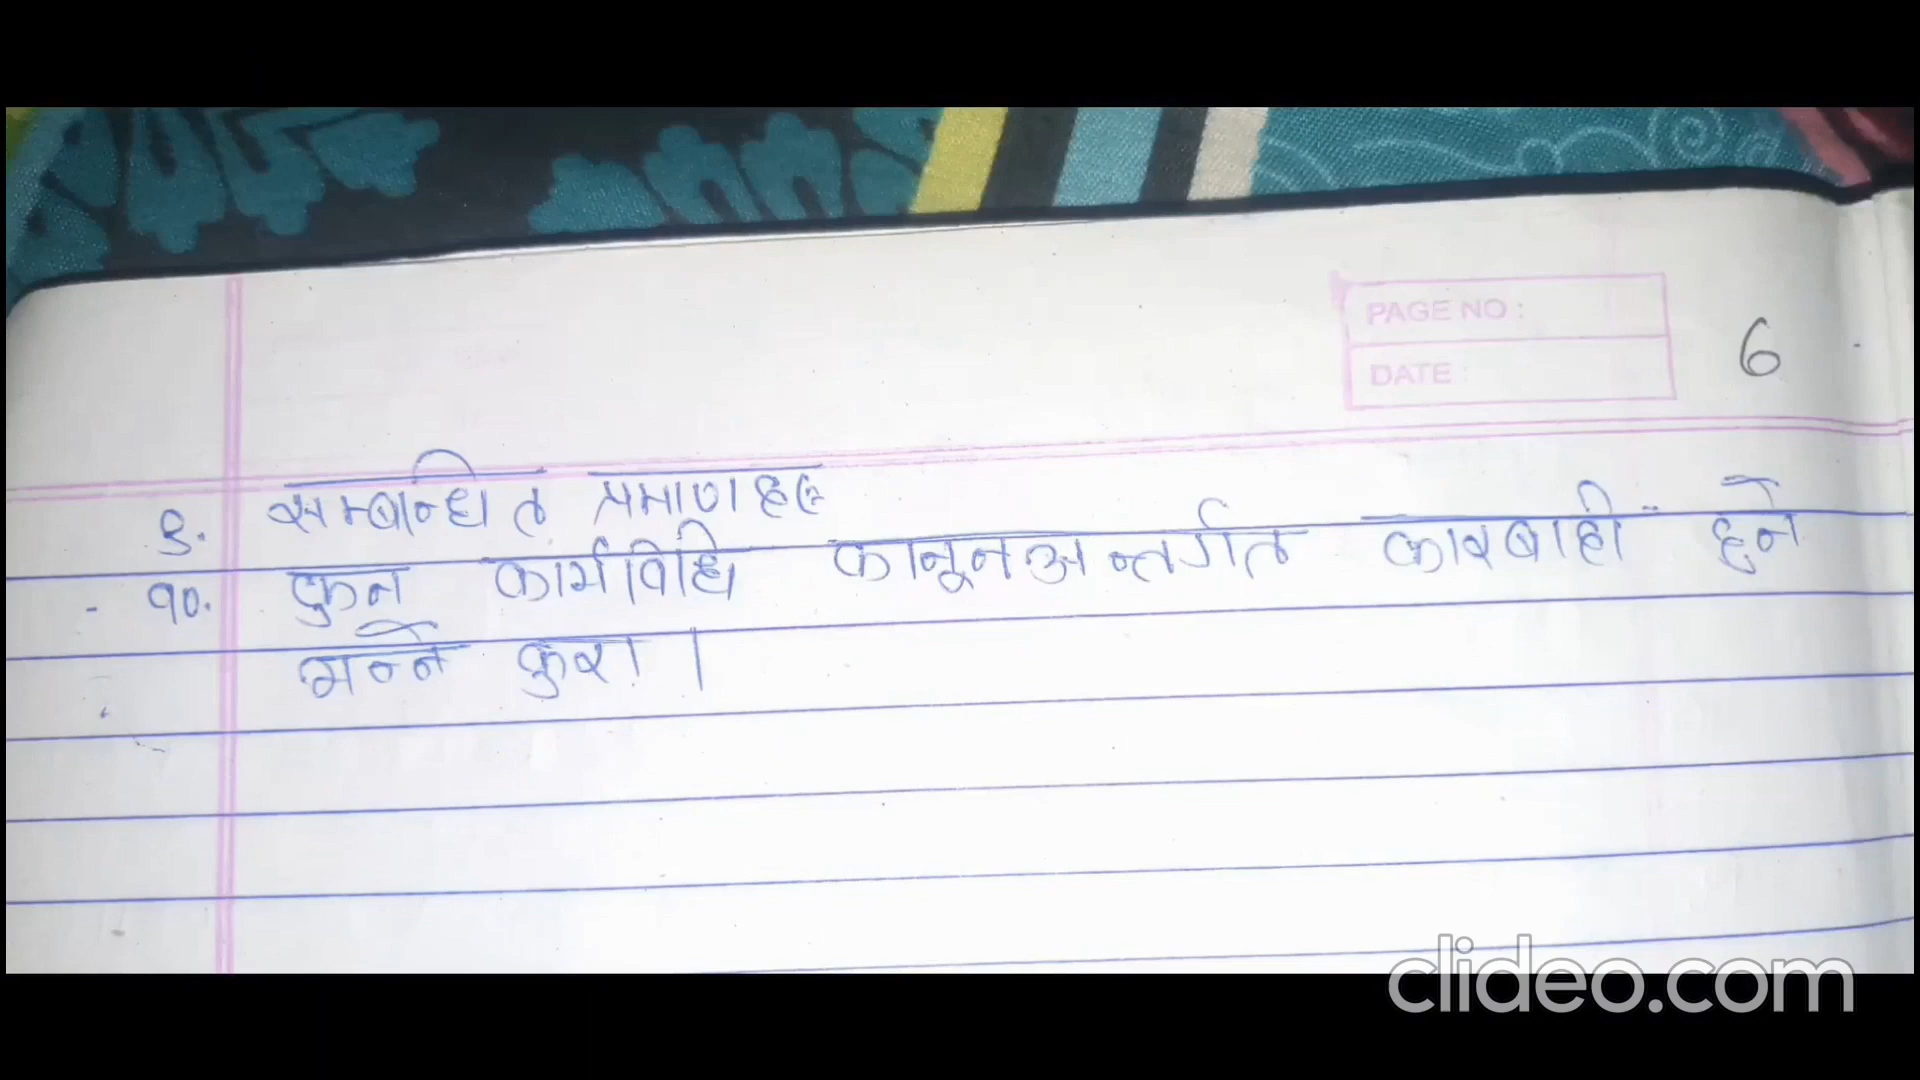 PAGE NO :
DATE :
6
९. सम्बन्धित प्रमाणहरु
१०. कुन कार्यविधि कानूनअन्तर्गत कारबाही हुने
भन्ने कुरा ।
clideo.com